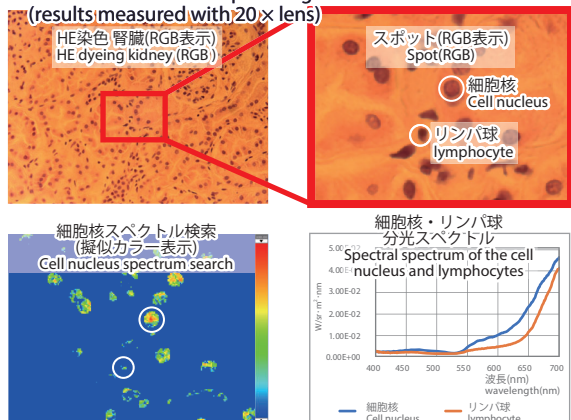 (results measured with 20 × lens)
HE染色 腎臓(RGB表示)
HE dyeing kidney (RGB )
スポット(RGB表示)
Spot(RGB)
細胞核
Cell nucleus
リンパ球
lymphocyte
細胞核スペクトル検索
(擬似カラー表示)
Cell nucleus spectrum search
細胞核・リンパ球
分光スペクトル
Spectral spectrum of the cell
nucleus and lymphocytes
W/sr・m²・nm
3.00E-02
2.00E-02
1.00E-02
0.00E+00
400 450 500 550 600 650 700
波長(nm)
wavelength(nm)
細胞核
Cell nucleus
リンパ球
lymphocyte